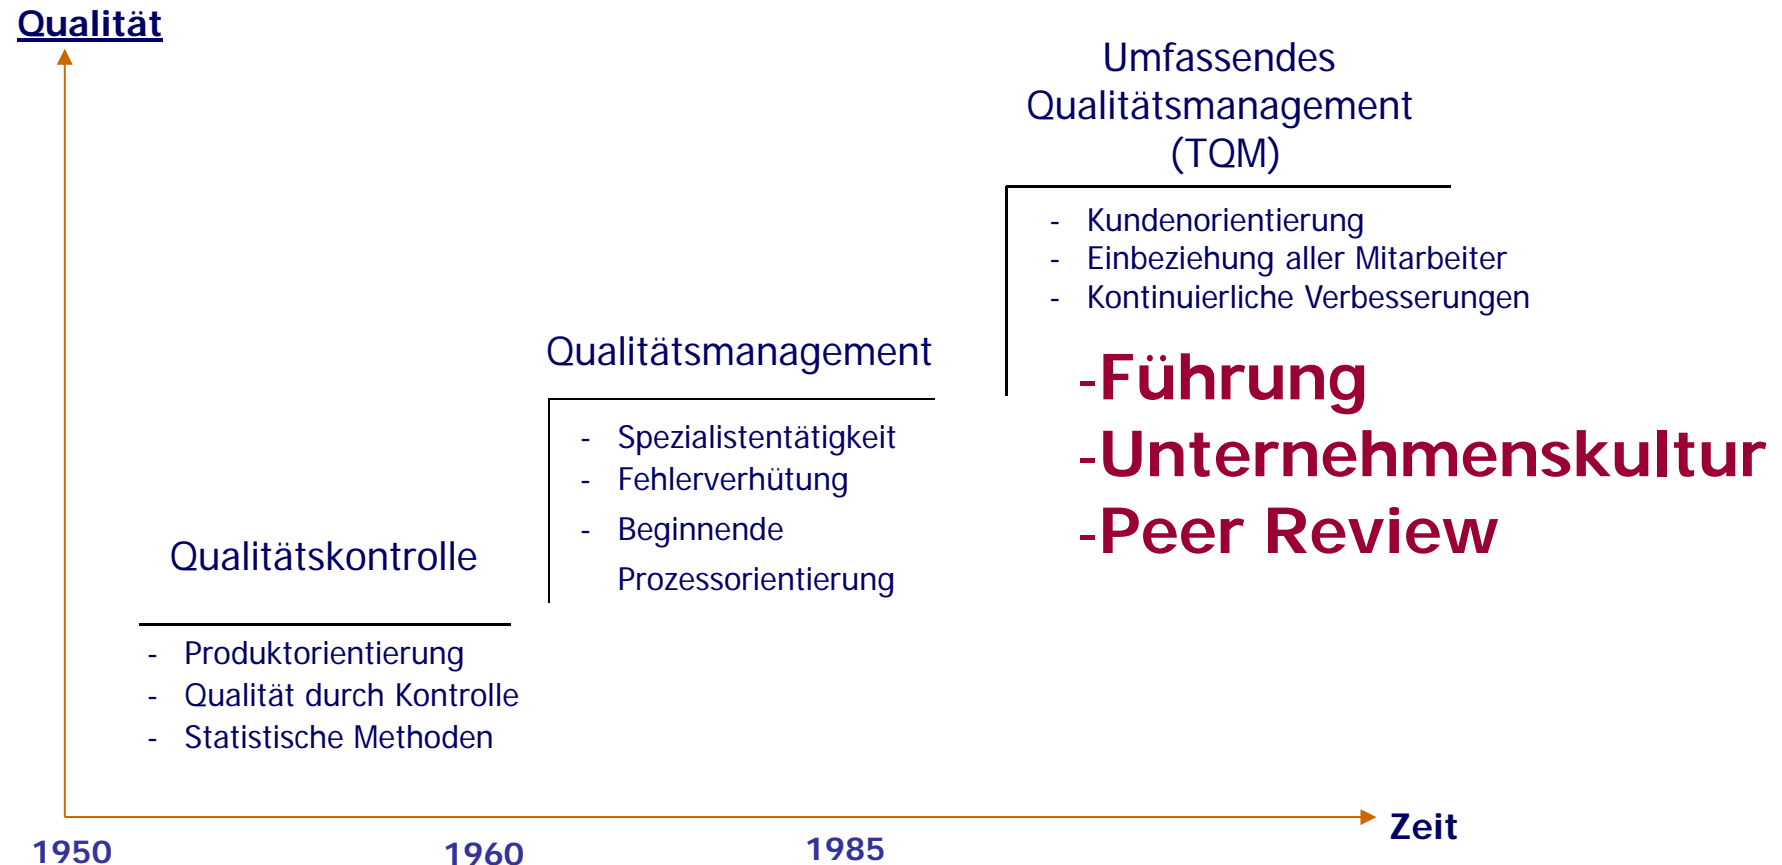 Qualität
Umfassendes
Qualitätsmanagement
(TQM)
- Kundenorientierung
- Einbeziehung aller Mitarbeiter
- Kontinuierliche Verbesserungen
-Führung
-Unternehmenskultur
-Peer Review
Qualitätsmanagement
- Spezialistentätigkeit
- Fehlerverhütung
- Beginnende
Prozessorientierung
Qualitätskontrolle
- Produktorientierung
- Qualität durch Kontrolle
- Statistische Methoden
Zeit
1950
1960
1985